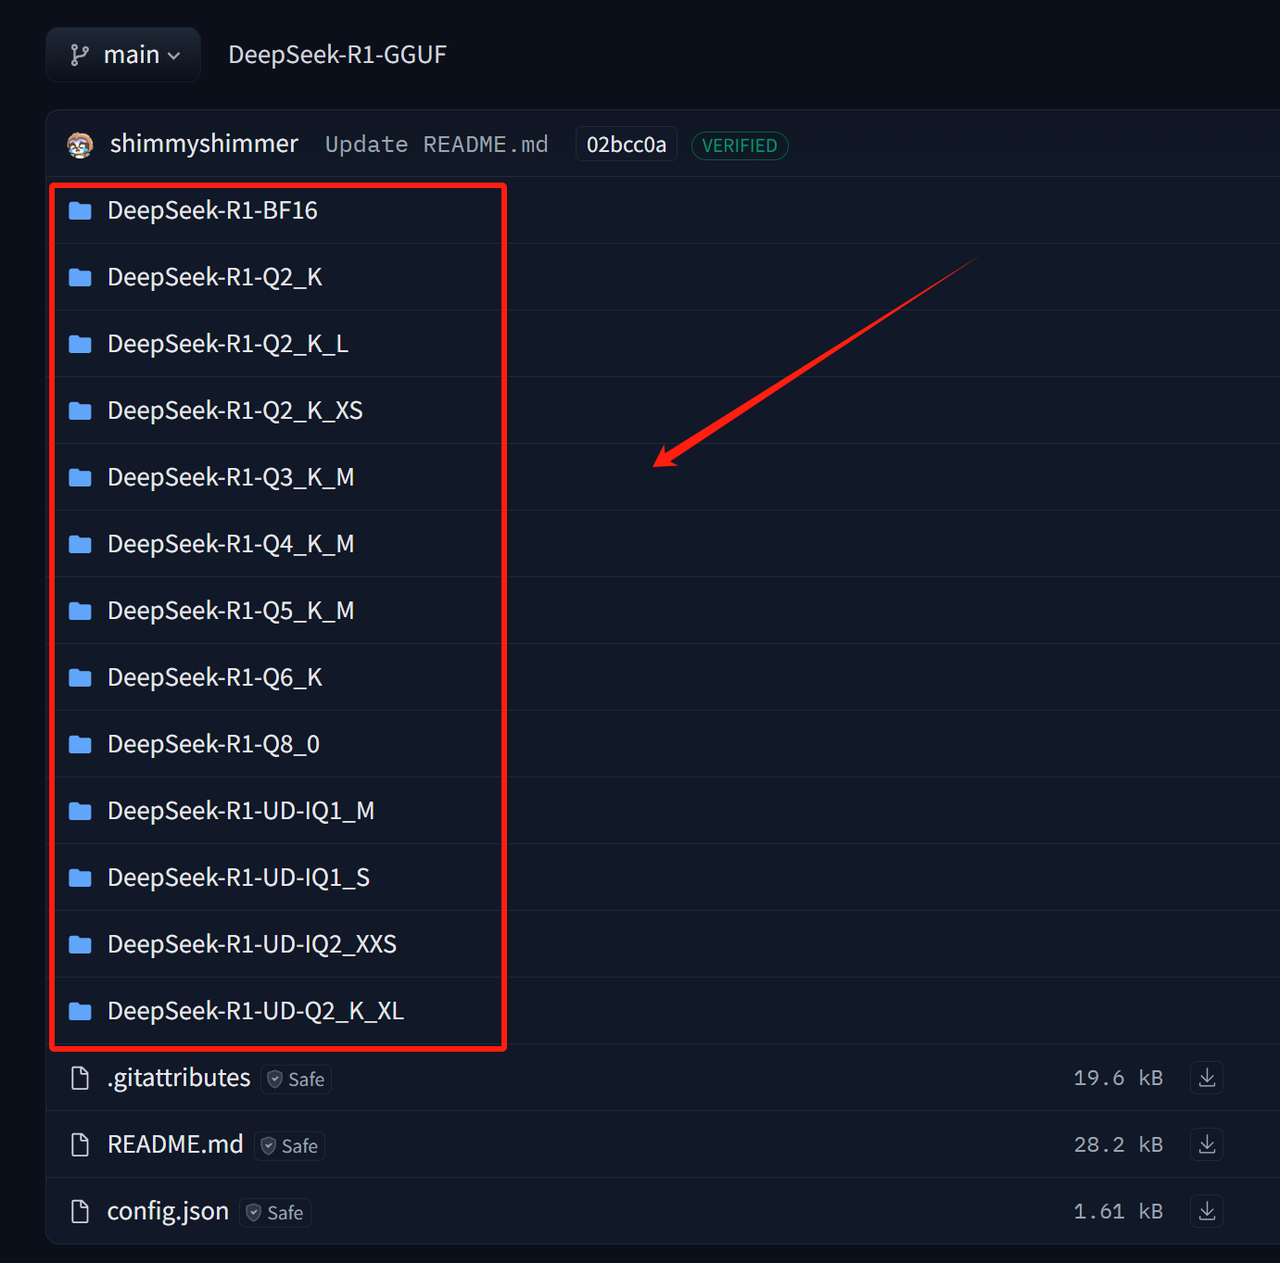 main DeepSeek-R1-GGUF
shimmyshimmer Update README.md 02bcc0a VERIFIED
DeepSeek-R1-BF16
DeepSeek-R1-Q2_K
DeepSeek-R1-Q2_K_L
DeepSeek-R1-Q2_K_XS
DeepSeek-R1-Q3_K_M
DeepSeek-R1-Q4_K_M
DeepSeek-R1-Q5_K_M
DeepSeek-R1-Q6_K
DeepSeek-R1-Q8_0
DeepSeek-R1-UD-IQ1_M
DeepSeek-R1-UD-IQ1_S
DeepSeek-R1-UD-IQ2_XXS
DeepSeek-R1-UD-Q2_K_XL
.gitattributes Safe 19.6 kB
README.md Safe 28.2 kB
config.json Safe 1.61 kB